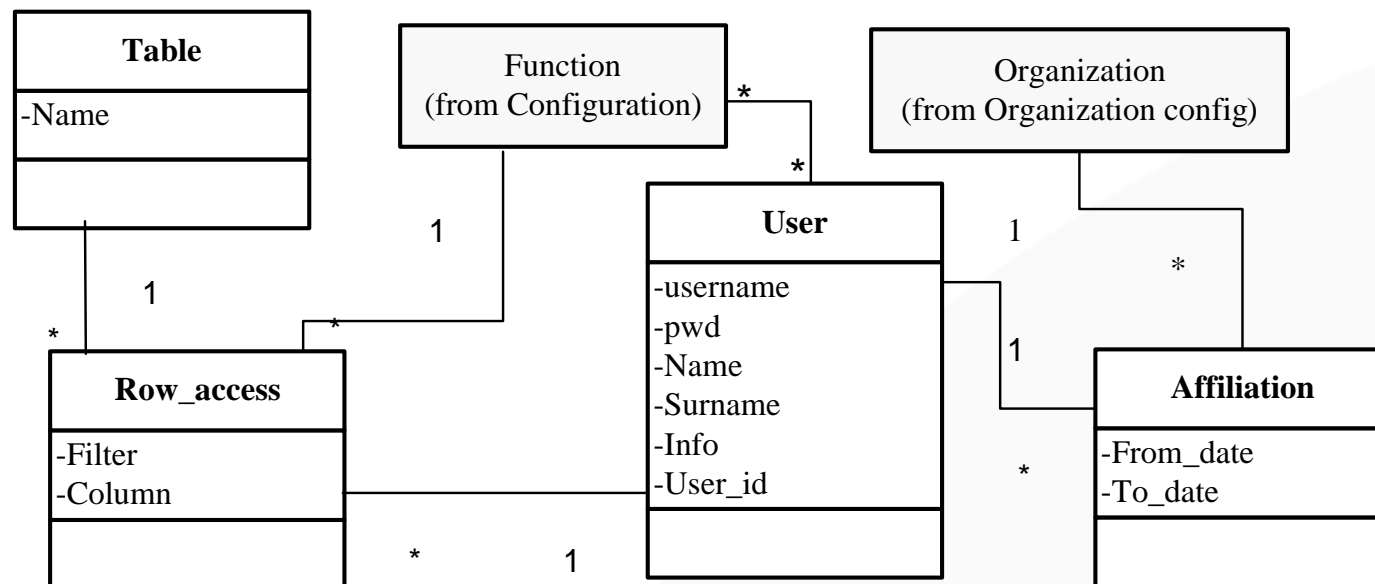 Table
-Name
Function
(from Configuration)
Organization
(from Organization config)
*
*
User
-username
-pwd
-Name
-Surname
-Info
-User_id
1
1
*
1
*
*
1
Row_access
-Filter
-Column
Affiliation
-From_date
-To_date
*
*
1